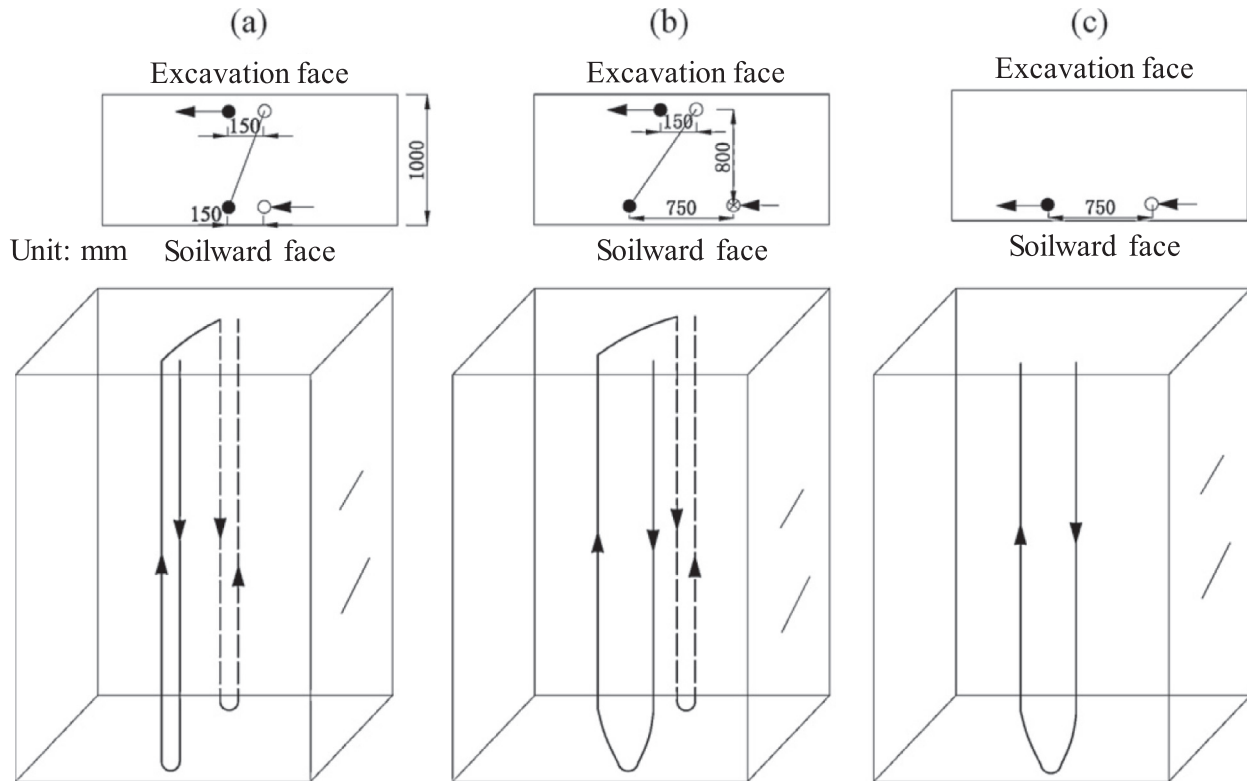 (a)
(b)
(c)
Excavation face
Excavation face
Excavation face
150
1000
150
150
800
750
750
Unit: mm
Soilward face
Soilward face
Soilward face